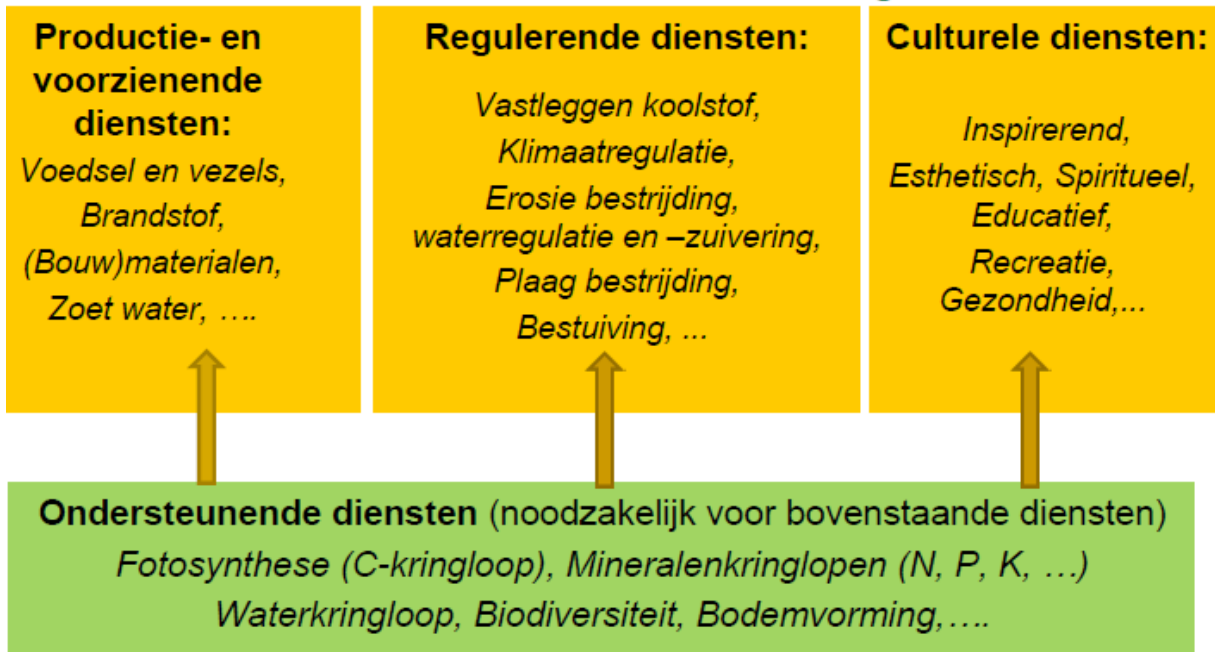 Productie- en
voorzienende
diensten:
Voedsel en vezels,
Brandstof,
(Bouw)materialen,
Zoet water, ….
Regulerende diensten:
Vastleggen koolstof,
Klimaatregulatie,
Erosie bestrijding,
waterregulatie en –zuivering,
Plaag bestrijding,
Bestuiving, ...
Culturele diensten:
Inspirerend,
Esthetisch, Spiritueel,
Educatief,
Recreatie,
Gezondheid,...
Ondersteunende diensten (noodzakelijk voor bovenstaande diensten)
Fotosynthese (C-kringloop), Mineralenkringlopen (N, P, K, …)
Waterkringloop, Biodiversiteit, Bodemvorming,….